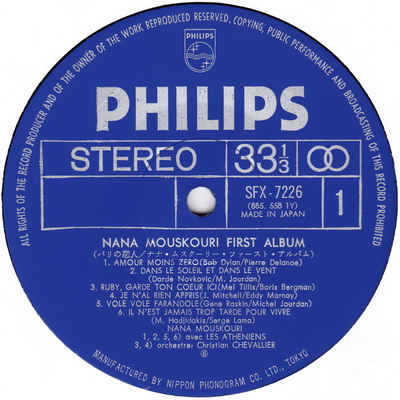 ALL RIGHTS OF THE RECORD PRODUCER AND OF THE OWNER OF THE WORK REPRODUCED RESERVED. COPYING, PUBLIC PERFORMANCE AND BROADCASTING OF THIS RECORD PROHIBITED
PHILIPS
PHILIPS
STEREO 33 1/3
SFX-7226
(885. 558 1Y)
MADE IN JAPAN
1
NANA MOUSKOURI FIRST ALBUM
(パリの恋人/ナナ・ムスクーリー・ファースト・アルバム)
1. AMOUR MOINS ZERO(Bob Dylan/Pierre Delanoe)
2. DANS LE SOLEIL ET DANS LE VENT
(Dorde Novkovic/M. Jourdan)
3. RUBY, GARDE TON COEUR ICI(Mel Tillis/Boris Bergman)
4. JE N'AI RIEN APPRIS(J. Mitchell/Eddy Marnay)
5. VOLE VOLE FARANDOLE(Gene Raskin/Michel Jourdan)
6. IL N'EST JAMAIS TROP TARDE POUR VIVRE
(M. Hadjidakis/Serge Lama)
NANA MOUSKOURI
1, 2, 5, 6) avec LES ATHENIENS
3, 4) orchestre: Christian CHEVALLIER
MANUFACTURED BY NIPPON PHONOGRAM CO. LTD., TOKYO